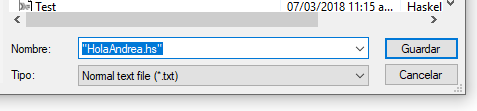 Test 07/03/2018 11:15 a... Haskel
Nombre: "HolaAndrea.hs" Guardar
Tipo: Normal text file (*.txt) Cancelar